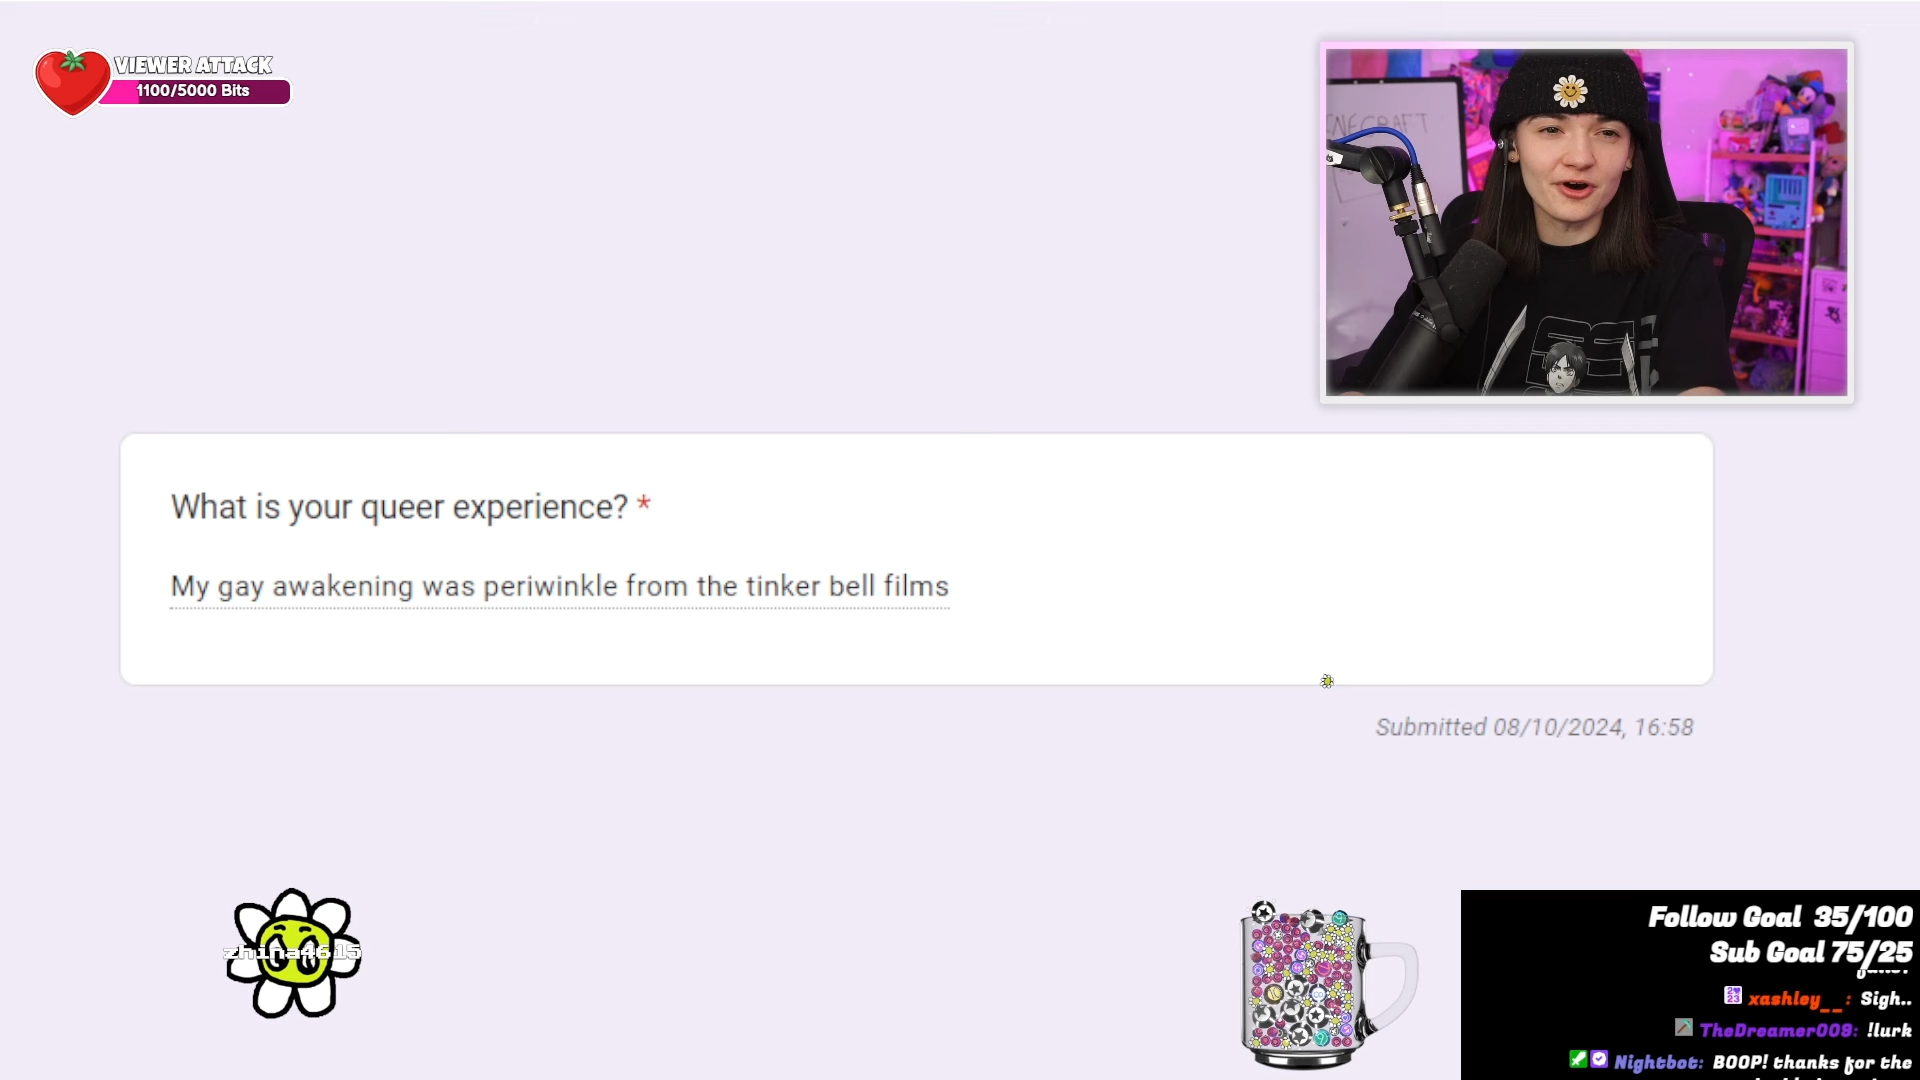 VIEWER ATTACK
1100/5000 Bits
What is your queer experience? *
My gay awakening was periwinkle from the tinker bell films
Submitted 08/10/2024, 16:58
zhina4615
Follow Goal 35/100
Sub Goal 75/25
xashley__: Sigh..
TheDreamer009: !lurk
Nightbot: BOOP! thanks for the